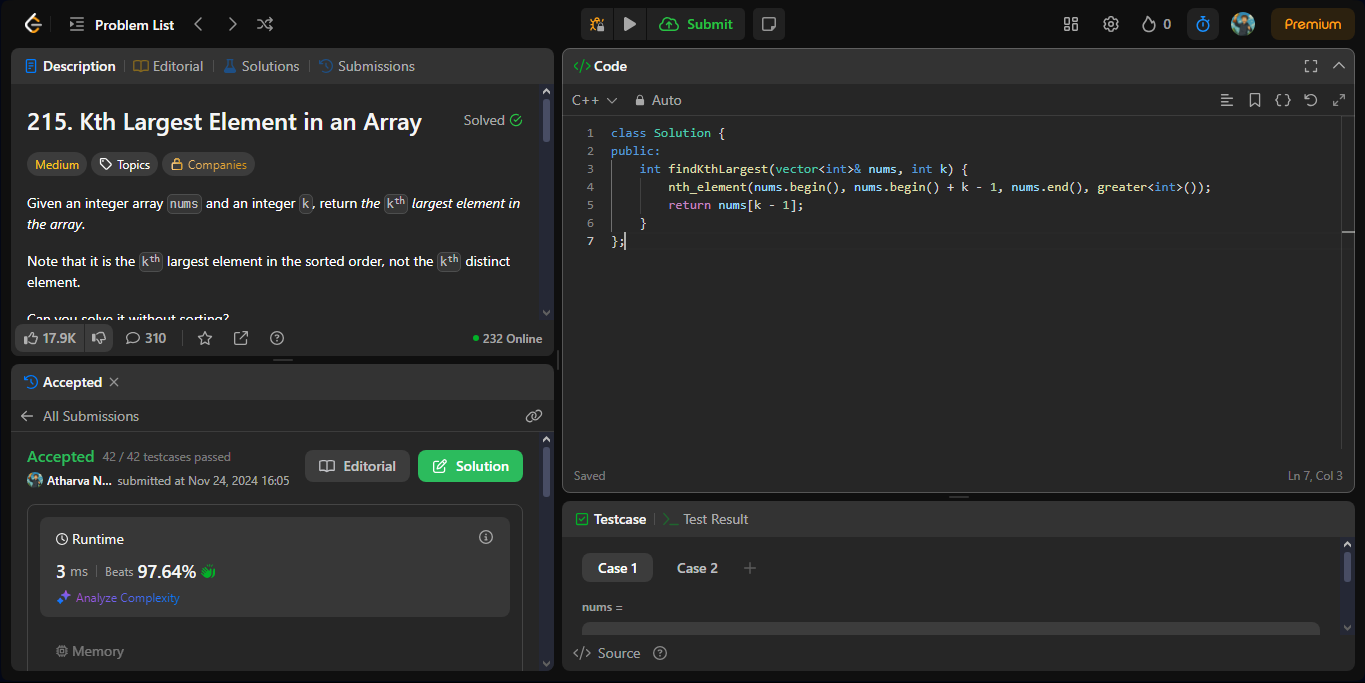 Problem List
Submit
0
Premium
Description
Editorial
Solutions
Submissions
215. Kth Largest Element in an Array
Solved
Medium
Topics
Companies
Given an integer array nums and an integer k, return the kth largest element in
the array.
Note that it is the kth largest element in the sorted order, not the kth distinct
element.
Can you solve it without sorting?
17.9K
310
232 Online
Accepted
All Submissions
Accepted 42 / 42 testcases passed
Atharva N... submitted at Nov 24, 2024 16:05
Editorial
Solution
Runtime
3 ms Beats 97.64%
Analyze Complexity
Memory
</> Code
C++
Auto
1 class Solution {
2 public:
3 int findKthLargest(vector<int>& nums, int k) {
4 nth_element(nums.begin(), nums.begin() + k - 1, nums.end(), greater<int>());
5 return nums[k - 1];
6 }
7 };
Saved
Ln 7, Col 3
Testcase
Test Result
Case 1
Case 2
nums =
</> Source